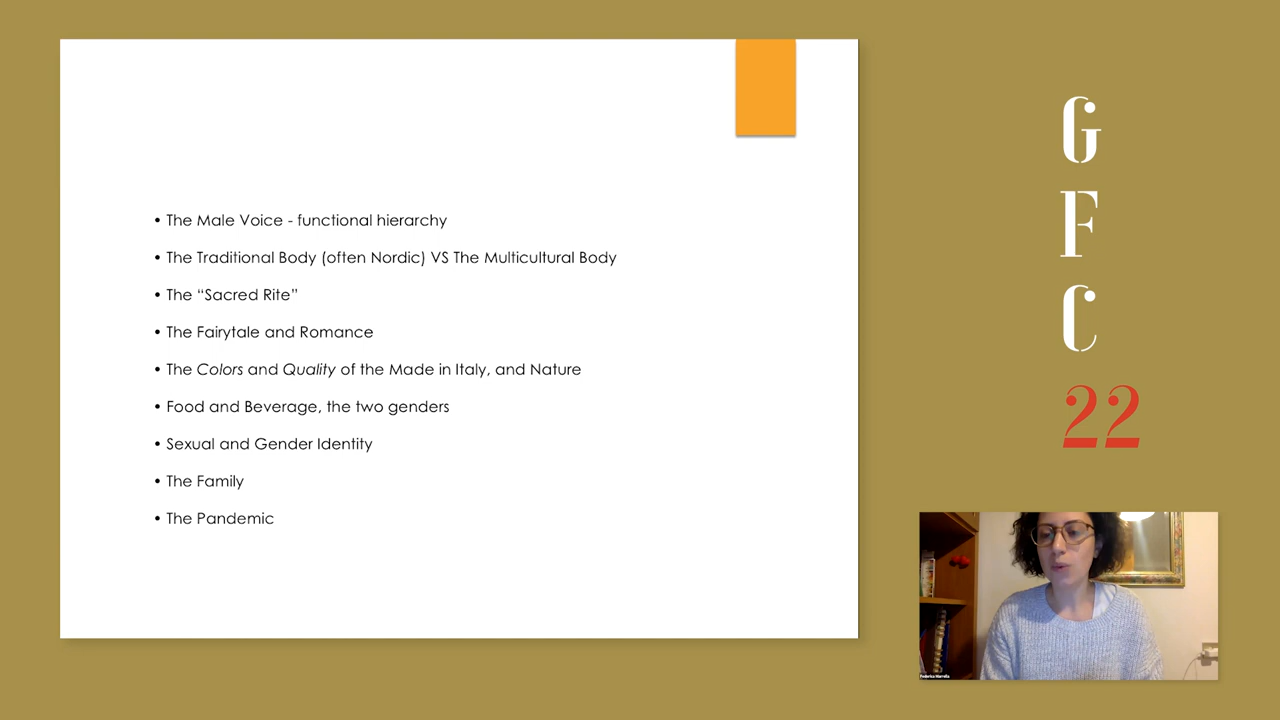 • The Male Voice - functional hierarchy
• The Traditional Body (often Nordic) VS The Multicultural Body
• The “Sacred Rite”
• The Fairytale and Romance
• The Colors and Quality of the Made in Italy, and Nature
• Food and Beverage, the two genders
• Sexual and Gender Identity
• The Family
• The Pandemic
G
F
C
22
Federica Marrella